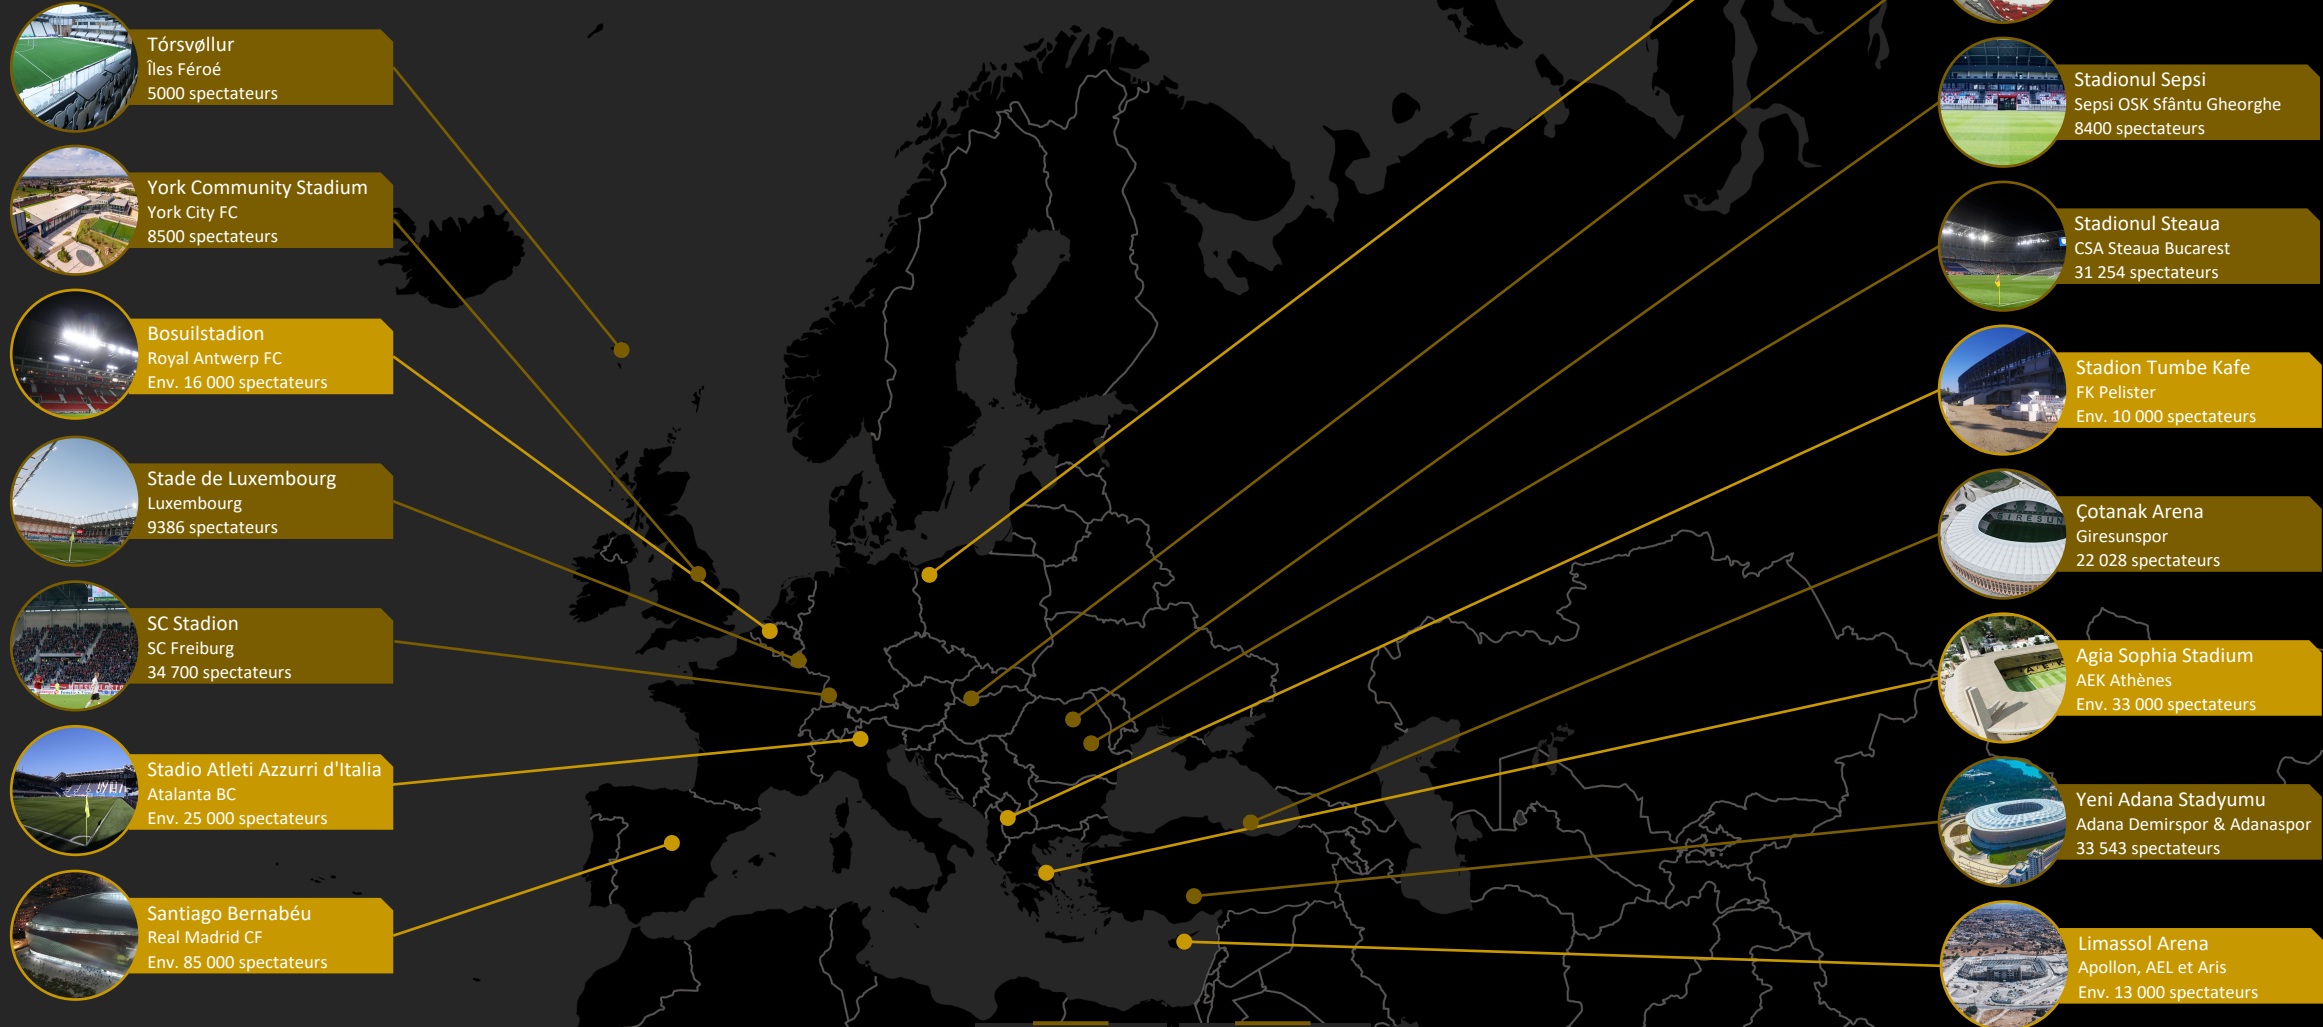 Tórsvøllur
Îles Féroé
5000 spectateurs
York Community Stadium
York City FC
8500 spectateurs
Bosuilstadion
Royal Antwerp FC
Env. 16 000 spectateurs
Stade de Luxembourg
Luxembourg
9386 spectateurs
SC Stadion
SC Freiburg
34 700 spectateurs
Stadio Atleti Azzurri d'Italia
Atalanta BC
Env. 25 000 spectateurs
Santiago Bernabéu
Real Madrid CF
Env. 85 000 spectateurs
Stadionul Sepsi
Sepsi OSK Sfântu Gheorghe
8400 spectateurs
Stadionul Steaua
CSA Steaua Bucarest
31 254 spectateurs
Stadion Tumbe Kafe
FK Pelister
Env. 10 000 spectateurs
Çotanak Arena
Giresunspor
22 028 spectateurs
Agia Sophia Stadium
AEK Athènes
Env. 33 000 spectateurs
Yeni Adana Stadyumu
Adana Demirspor & Adanaspor
33 543 spectateurs
Limassol Arena
Apollon, AEL et Aris
Env. 13 000 spectateurs